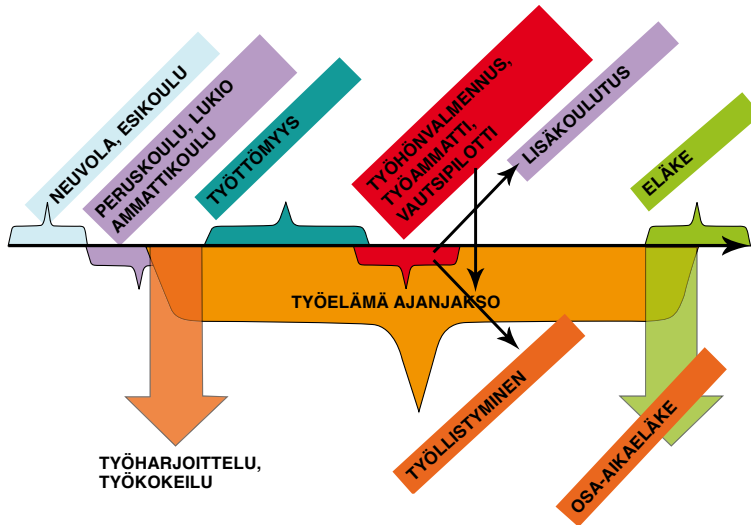 NEUVOLA, ESIKOULU
PERUSKOULU, LUKIO
AMMATTIKOULU
TYÖTTÖMYYS
TYÖHÖNVALMENNUS,
TYÖAMMATTI,
VAUTSIPILOTTI
LISÄKOULUTUS
ELÄKE
TYÖELÄMÄ AJANJAKSO
TYÖHARJOITTELU,
TYÖKOKEILU
TYÖLLISTYMINEN
OSA-AIKAELÄKE